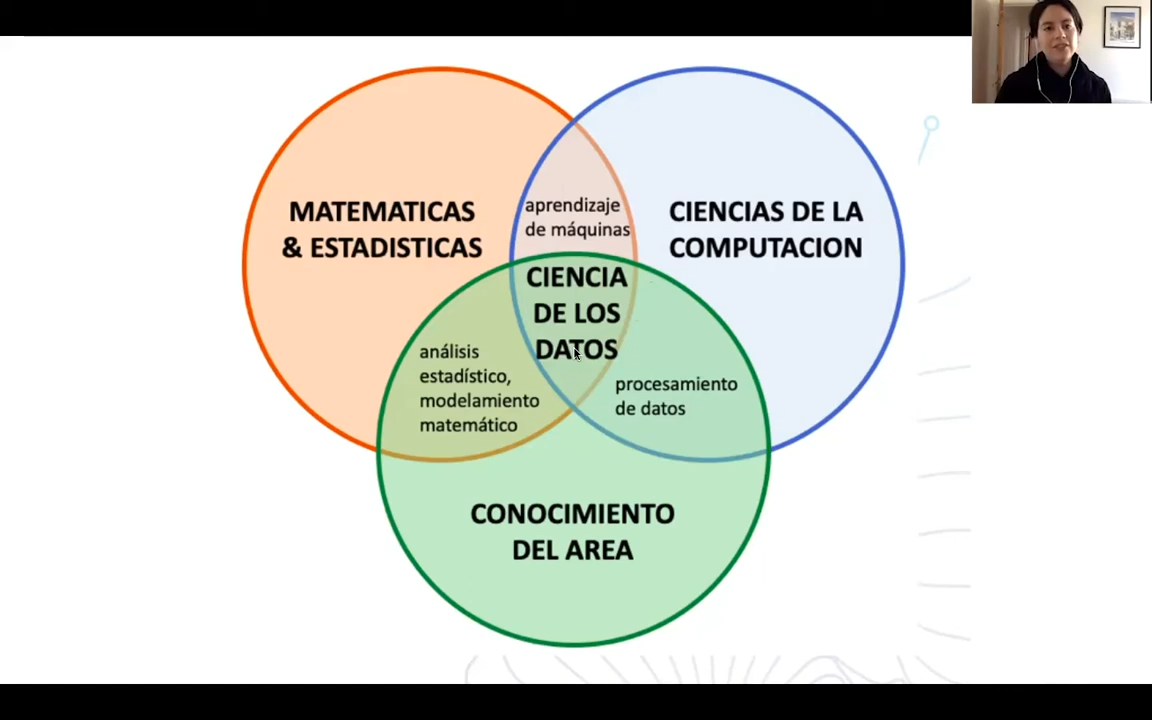 MATEMATICAS
& ESTADISTICAS
aprendizaje
de máquinas
CIENCIAS DE LA
COMPUTACION
CIENCIA
DE LOS
DATOS
análisis
estadístico,
modelamiento
matemático
procesamiento
de datos
CONOCIMIENTO
DEL AREA